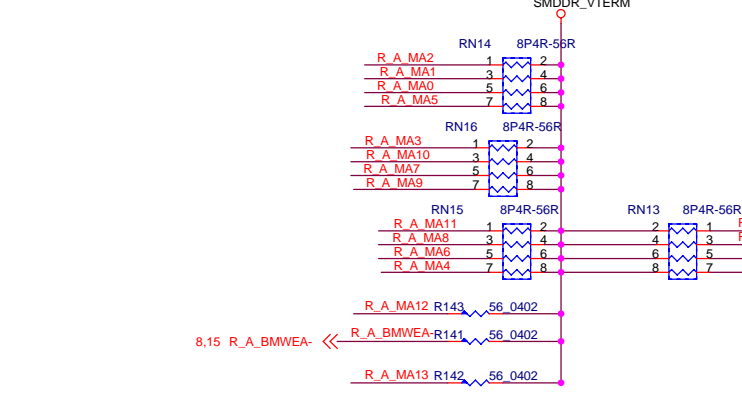 SMDDR_VTERM
RN14 8P4R-56R
R_A_MA2 1 2
R_A_MA1 3 4
R_A_MA0 5 6
R_A_MA5 7 8
RN16 8P4R-56R
R_A_MA3 1 2
R_A_MA10 3 4
R_A_MA7 5 6
R_A_MA9 7 8
RN15 8P4R-56R RN13 8P4R-56R
R_A_MA11 1 2 2 1
R_A_MA8 3 4 4 3
R_A_MA6 5 6 6 5
R_A_MA4 7 8 8 7
R_A_MA12 R143 56_0402
8,15 R_A_BMWEA- R_A_BMWEA- R141 56_0402
R_A_MA13 R142 56_0402